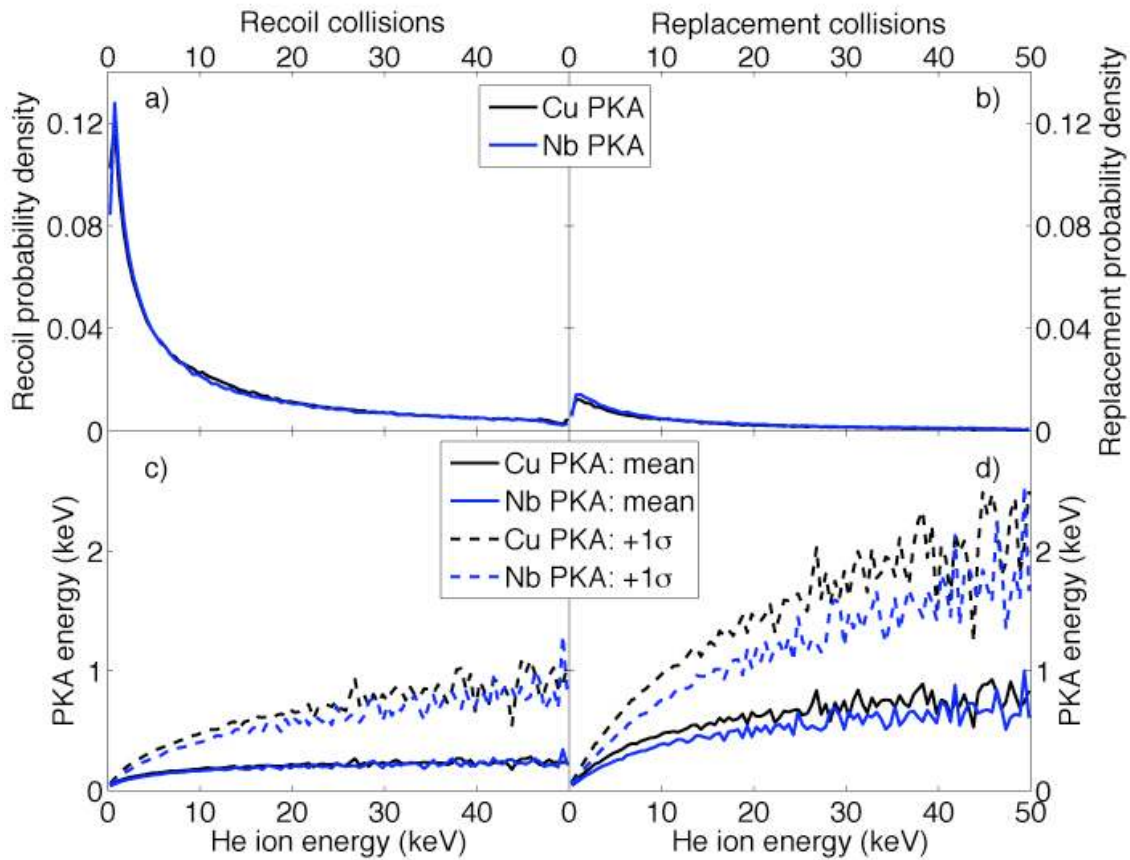 Recoil collisions
Replacement collisions
0 10 20 30 40 0 10 20 30 40 50
a)
b)
Cu PKA
Nb PKA
Recoil probability density
0.12
0.08
0.04
0
Replacement probability density
0.12
0.08
0.04
0
c)
d)
Cu PKA: mean
Nb PKA: mean
Cu PKA: +1σ
Nb PKA: +1σ
PKA energy (keV)
2
1
0
PKA energy (keV)
2
1
0
0 10 20 30 40 0 10 20 30 40 50
He ion energy (keV)
He ion energy (keV)